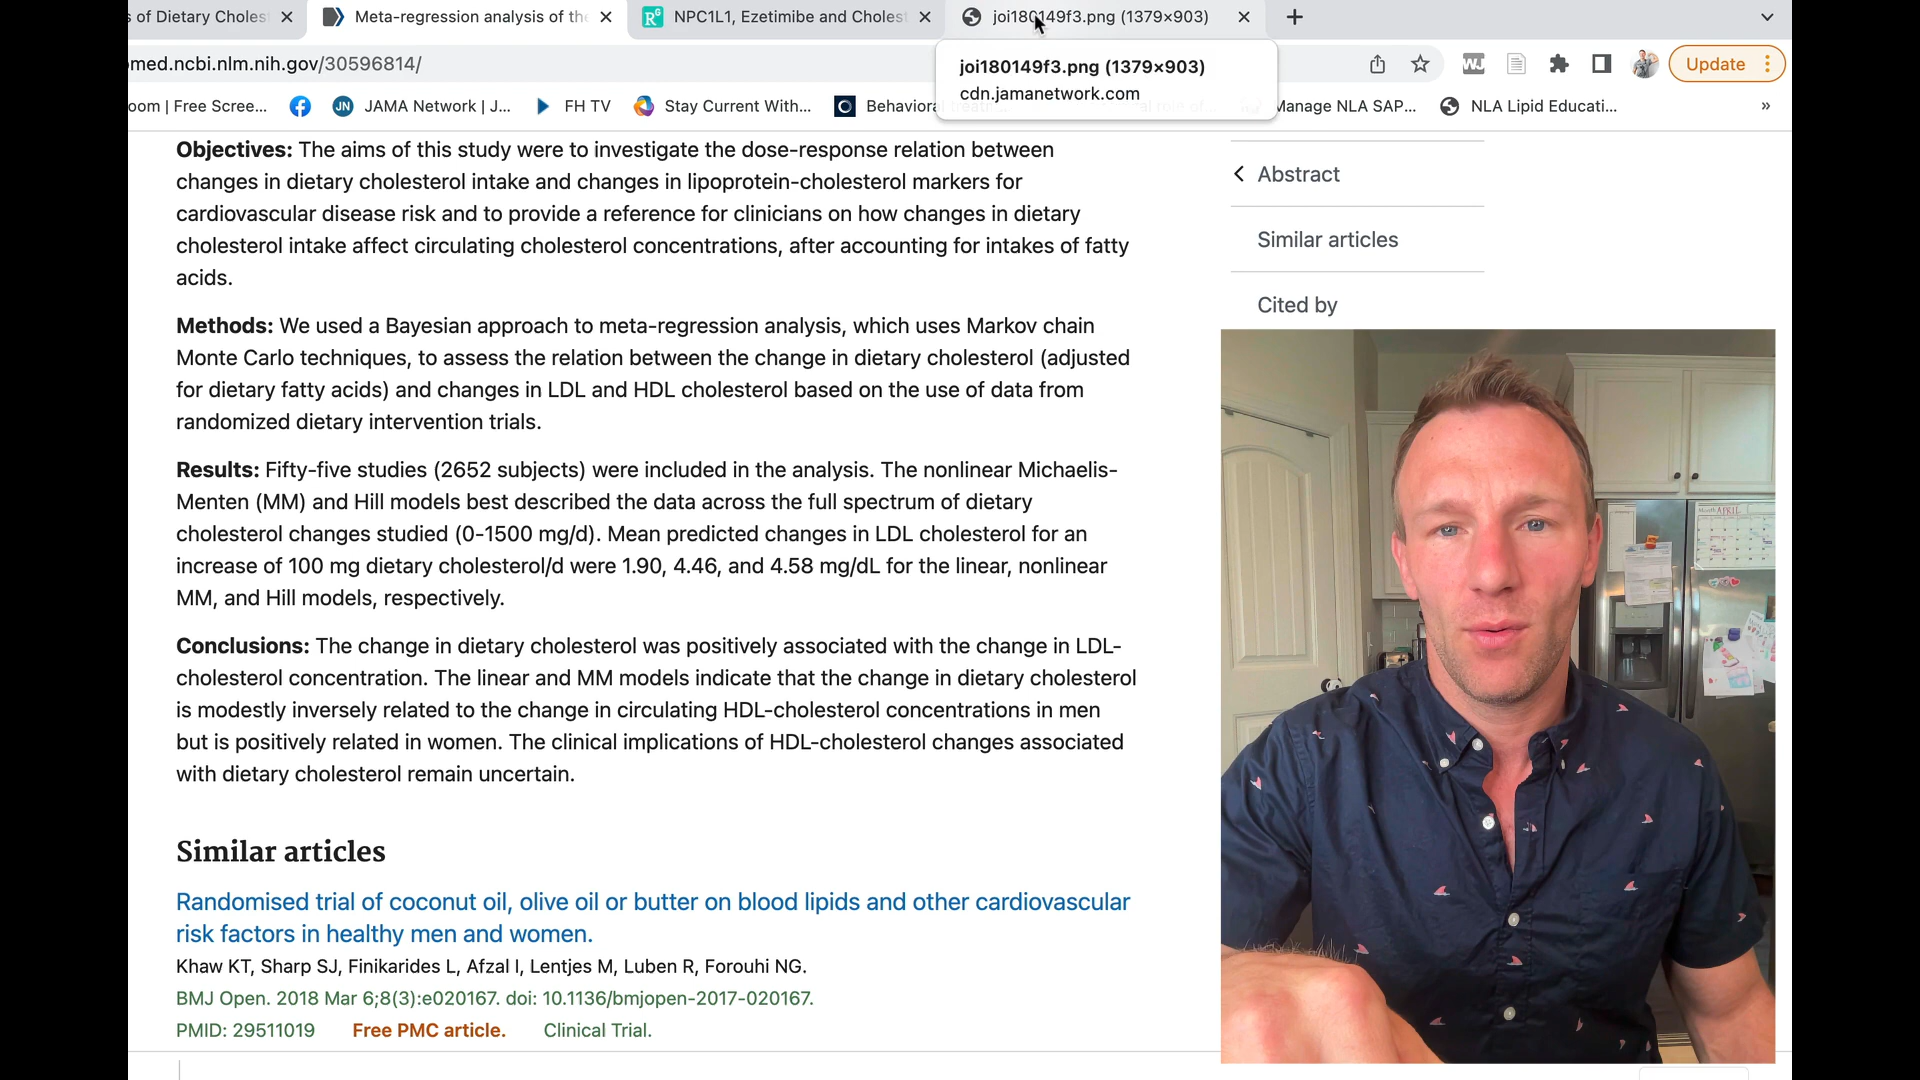 s of Dietary Choles
Meta-regression analysis of the
NPC1L1, Ezetimibe and Cholest
joi180149f3.png (1379×903)
med.ncbi.nlm.nih.gov/30596814/
joi180149f3.png (1379×903)
cdn.jamanetwork.com
WJ
Update
oom | Free Scree...
JN
JAMA Network | J...
FH TV
Stay Current With...
Behavioral
Manage NLA SAP...
NLA Lipid Educati...
»
Objectives: The aims of this study were to investigate the dose-response relation between
changes in dietary cholesterol intake and changes in lipoprotein-cholesterol markers for
cardiovascular disease risk and to provide a reference for clinicians on how changes in dietary
cholesterol intake affect circulating cholesterol concentrations, after accounting for intakes of fatty
acids.
Methods: We used a Bayesian approach to meta-regression analysis, which uses Markov chain
Monte Carlo techniques, to assess the relation between the change in dietary cholesterol (adjusted
for dietary fatty acids) and changes in LDL and HDL cholesterol based on the use of data from
randomized dietary intervention trials.
Results: Fifty-five studies (2652 subjects) were included in the analysis. The nonlinear Michaelis-
Menten (MM) and Hill models best described the data across the full spectrum of dietary
cholesterol changes studied (0-1500 mg/d). Mean predicted changes in LDL cholesterol for an
increase of 100 mg dietary cholesterol/d were 1.90, 4.46, and 4.58 mg/dL for the linear, nonlinear
MM, and Hill models, respectively.
Conclusions: The change in dietary cholesterol was positively associated with the change in LDL-
cholesterol concentration. The linear and MM models indicate that the change in dietary cholesterol
is modestly inversely related to the change in circulating HDL-cholesterol concentrations in men
but is positively related in women. The clinical implications of HDL-cholesterol changes associated
with dietary cholesterol remain uncertain.
Similar articles
Randomised trial of coconut oil, olive oil or butter on blood lipids and other cardiovascular
risk factors in healthy men and women.
Khaw KT, Sharp SJ, Finikarides L, Afzal I, Lentjes M, Luben R, Forouhi NG.
BMJ Open. 2018 Mar 6;8(3):e020167. doi: 10.1136/bmjopen-2017-020167.
PMID: 29511019 Free PMC article. Clinical Trial.
Abstract
Similar articles
Cited by
APRIL